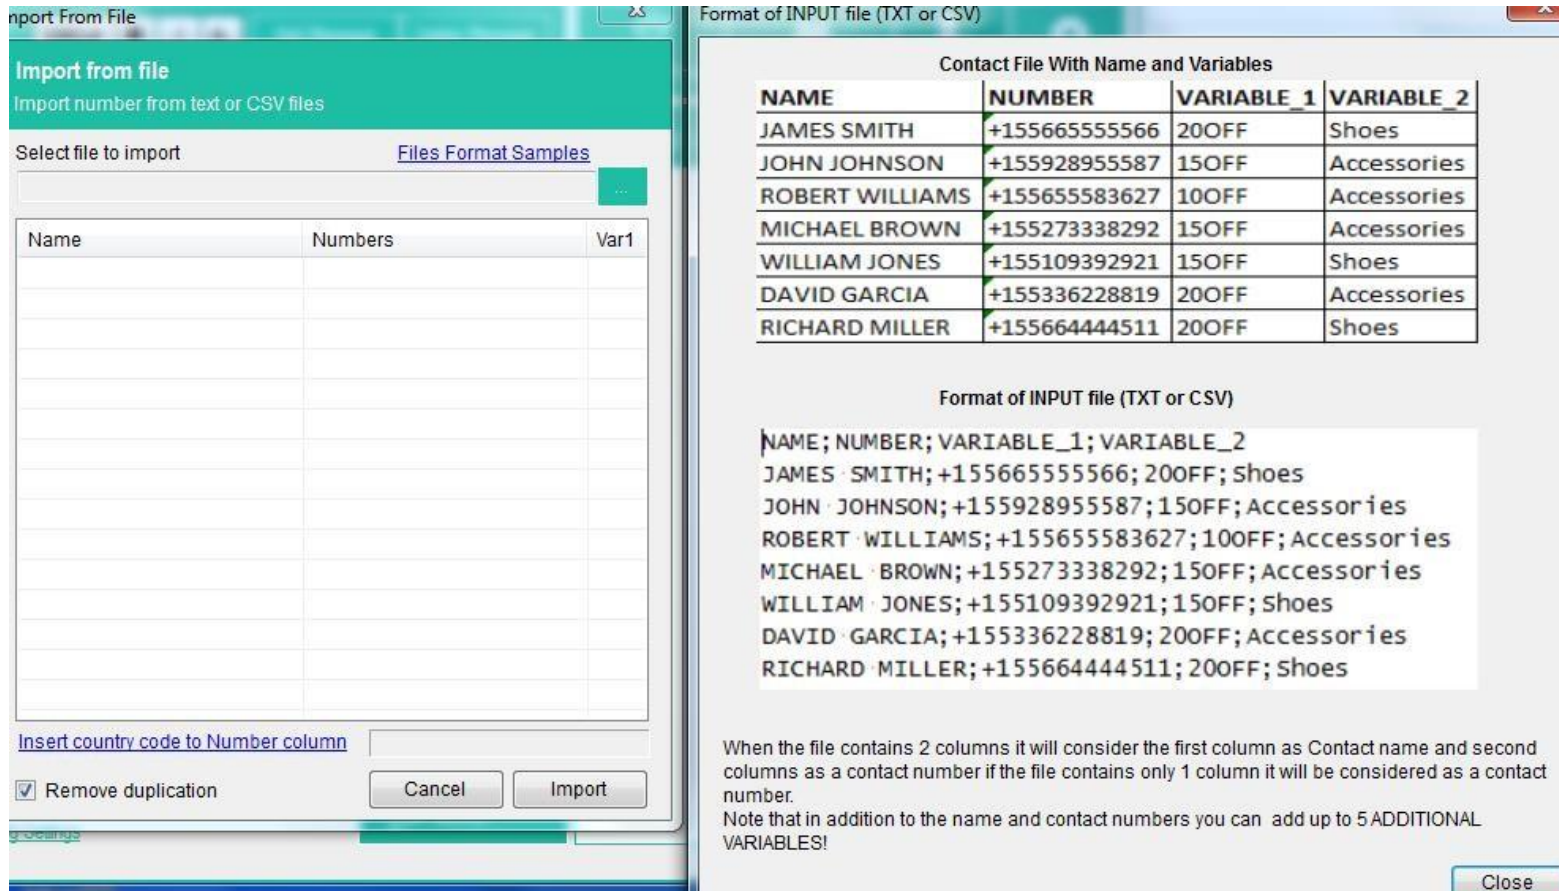 mport From File
Import from file
Import number from text or CSV files
Select file to import Files Format Samples
...
Name Numbers Var1
Insert country code to Number column
Remove duplication Cancel Import
Settings
Format of INPUT file (TXT or CSV)
Contact File With Name and Variables
NAME NUMBER VARIABLE_1 VARIABLE_2
JAMES SMITH +155665555566 20OFF Shoes
JOHN JOHNSON +155928955587 15OFF Accessories
ROBERT WILLIAMS +155655583627 10OFF Accessories
MICHAEL BROWN +155273338292 15OFF Accessories
WILLIAM JONES +155109392921 15OFF Shoes
DAVID GARCIA +155336228819 20OFF Accessories
RICHARD MILLER +155664444511 20OFF Shoes
Format of INPUT file (TXT or CSV)
NAME;NUMBER;VARIABLE_1;VARIABLE_2
JAMES SMITH;+155665555566;20OFF;Shoes
JOHN JOHNSON;+155928955587;15OFF;Accessories
ROBERT WILLIAMS;+155655583627;10OFF;Accessories
MICHAEL BROWN;+155273338292;15OFF;Accessories
WILLIAM JONES;+155109392921;15OFF;Shoes
DAVID GARCIA;+155336228819;20OFF;Accessories
RICHARD MILLER;+155664444511;20OFF;Shoes
When the file contains 2 columns it will consider the first column as Contact name and second
columns as a contact number if the file contains only 1 column it will be considered as a contact
number.
Note that in addition to the name and contact numbers you can add up to 5 ADDITIONAL
VARIABLES!
Close